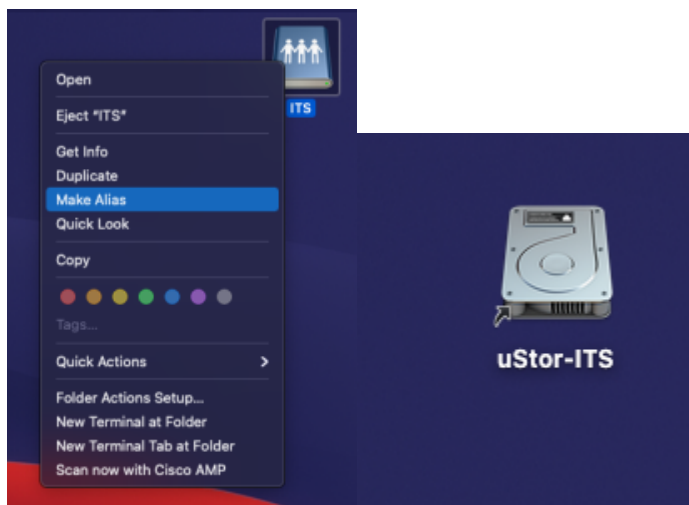 ITS
Open
Eject "ITS"
Get Info
Duplicate
Make Alias
Quick Look
Copy
Tags...
Quick Actions
Folder Actions Setup...
New Terminal at Folder
New Terminal Tab at Folder
Scan now with Cisco AMP
uStor-ITS